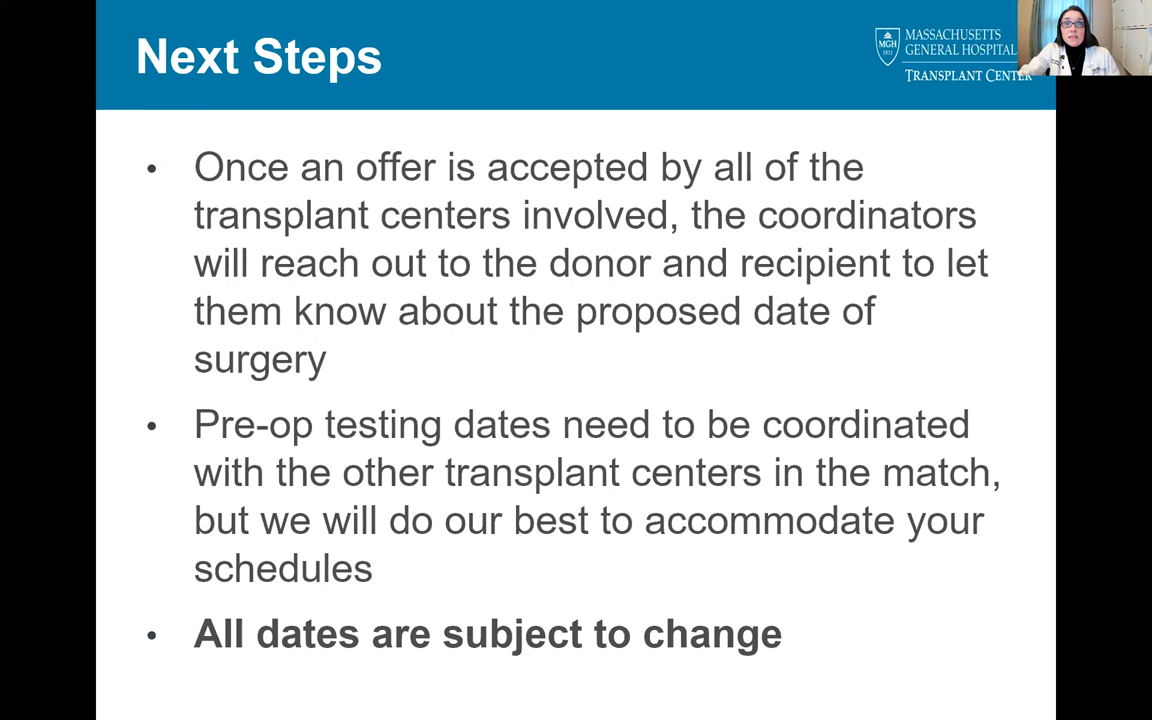 Next Steps
MGH
1811
MASSACHUSETTS
GENERAL HOSPITAL
TRANSPLANT CENTER
• Once an offer is accepted by all of the
transplant centers involved, the coordinators
will reach out to the donor and recipient to let
them know about the proposed date of
surgery
• Pre-op testing dates need to be coordinated
with the other transplant centers in the match,
but we will do our best to accommodate your
schedules
• All dates are subject to change